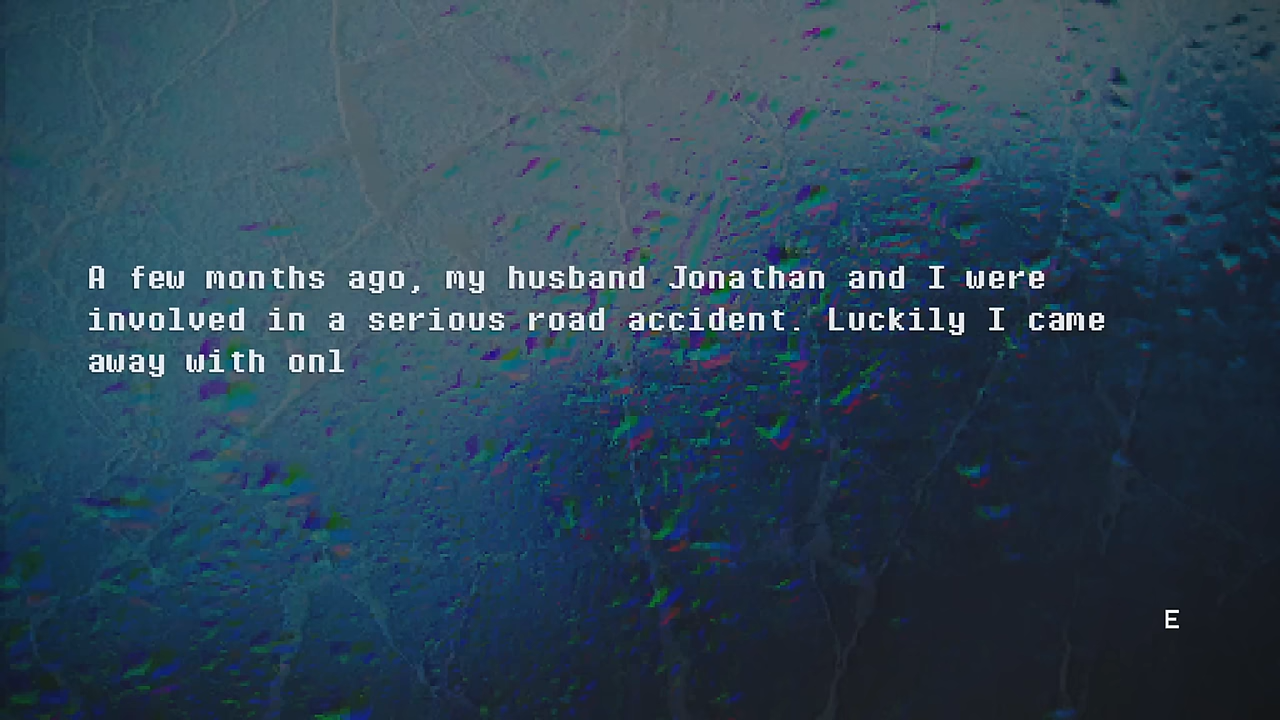 A few months ago, my husband Jonathan and I were
involved in a serious road accident. Luckily I came
away with onl
E